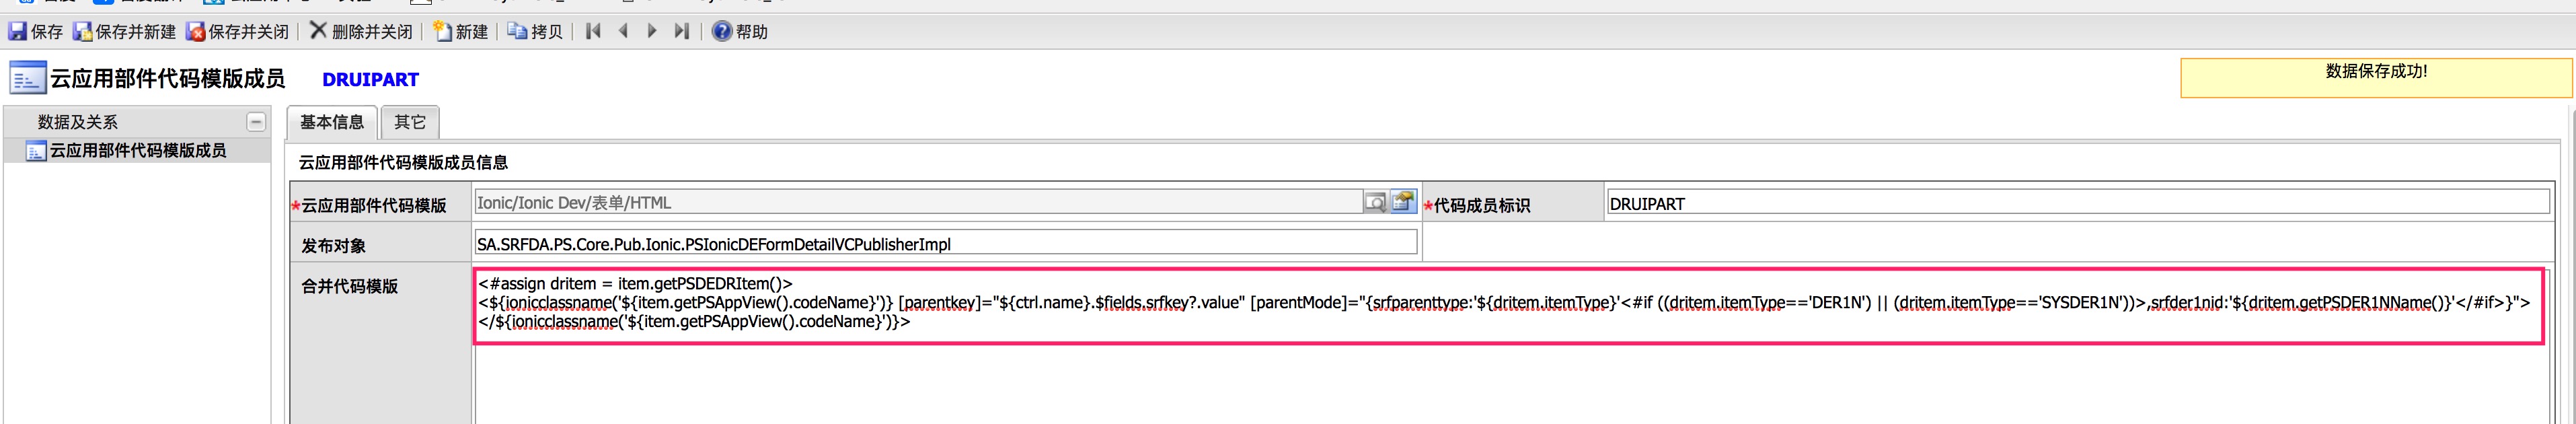 保存 保存并新建 保存并关闭 删除并关闭 新建 拷贝 帮助
云应用部件代码模版成员 DRUIPART
数据保存成功!
数据及关系
云应用部件代码模版成员
基本信息 其它
云应用部件代码模版成员信息
*云应用部件代码模版 Ionic/Ionic Dev/表单/HTML *代码成员标识 DRUIPART
发布对象 SA.SRFDA.PS.Core.Pub.Ionic.PSIonicDEFormDetailVCPublisherImpl
合并代码模版
<#assign dritem = item.getPSDEDRItem()>
<${ionicclassname('${item.getPSAppView().codeName}')} [parentkey]="${ctrl.name}.$fields.srfkey?.value" [parentMode]="{srfparenttype:'${dritem.itemType}'<#if ((dritem.itemType=='DER1N') || (dritem.itemType=='SYSDER1N'))>,srfder1nid:'${dritem.getPSDER1NName()}'</#if>}">
</${ionicclassname('${item.getPSAppView().codeName}')}>